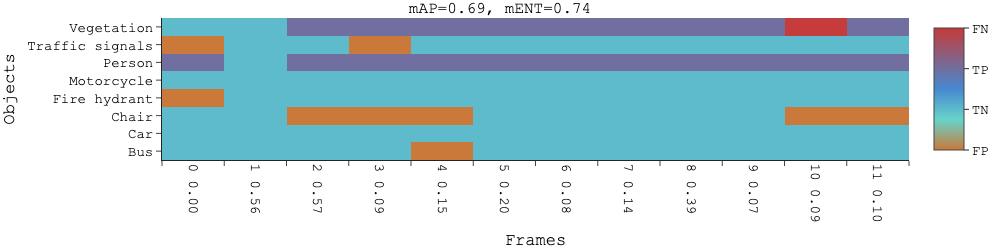 mAP=0.69, mENT=0.74
Objects
Vegetation
Traffic signals
Person
Motorcycle
Fire hydrant
Chair
Car
Bus
FN
TP
TN
FP
0 0.00
1 0.56
2 0.57
3 0.09
4 0.15
5 0.20
6 0.08
7 0.14
8 0.39
9 0.07
10 0.09
11 0.10
Frames